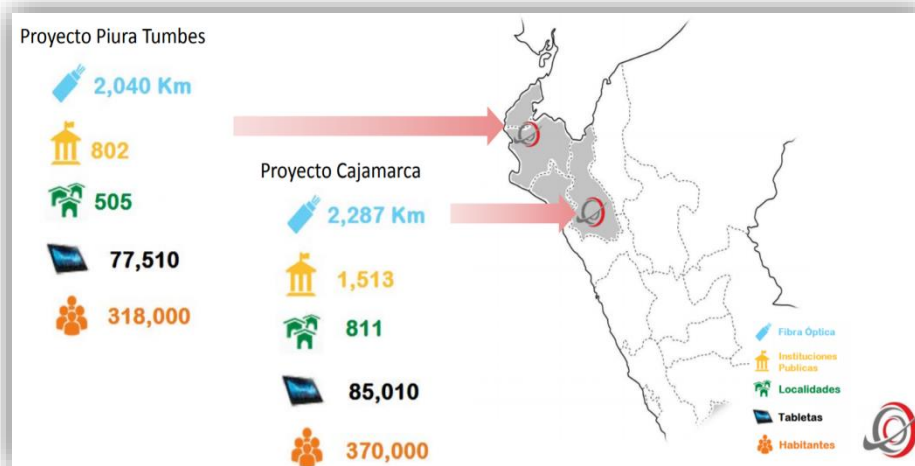 Proyecto Piura Tumbes
2,040 Km
802
505
77,510
318,000
Proyecto Cajamarca
2,287 Km
1,513
811
85,010
370,000
Fibra Óptica
Instituciones
Publicas
Localidades
Tabletas
Habitantes